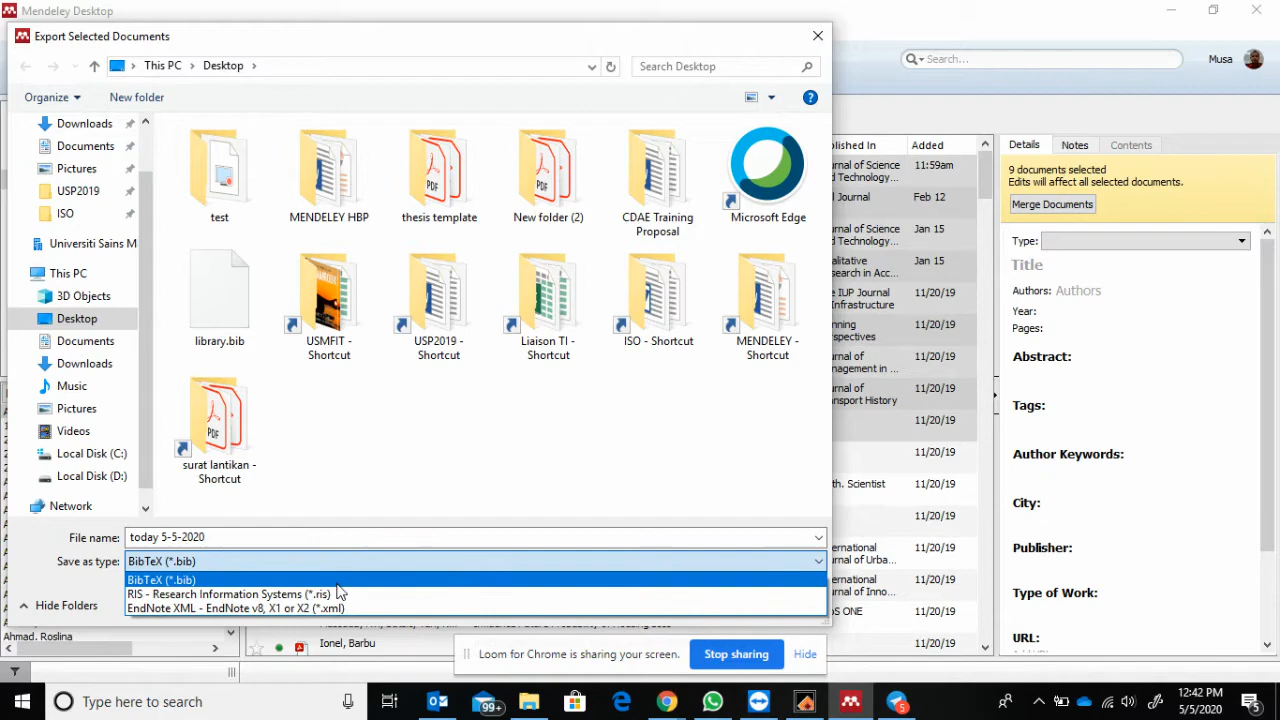 Mendeley Desktop
Export Selected Documents
This PC
Desktop
Search Desktop
Search...
Musa
Organize
New folder
Downloads
Documents
Pictures
USP2019
ISO
Universiti Sains M
This PC
3D Objects
Desktop
Documents
Downloads
Music
Pictures
Videos
Local Disk (C:)
Local Disk (D:)
Network
test
MENDELEY HBP
thesis template
New folder (2)
CDAE Training
Proposal
Microsoft Edge
library.bib
USMFIT -
Shortcut
USP2019 -
Shortcut
Liaison TI -
Shortcut
ISO - Shortcut
MENDELEY -
Shortcut
surat lantikan -
Shortcut
File name:
today 5-5-2020
Save as type:
BibTeX (*.bib)
BibTeX (*.bib)
RIS - Research Information Systems (*.ris)
EndNote XML - EndNote v8, X1 or X2 (*.xml)
Hide Folders
blished In
Added
urnal of Science
d Technology...
11:59am
al Journal
Feb 12
urnal of Science
d Technology...
Jan 15
alitative
search in Acc...
Jan 15
e IUP Journal
Infrastructure
11/20/19
nning
rspectives
11/20/19
urnal of
anagement in ...
11/20/19
urnal of
ansport History
11/20/19
11/20/19
11/20/19
th. Scientist
11/20/19
11/20/19
ernational
urnal of Urba...
11/20/19
ernational
urnal of...
11/20/19
OS ONE
11/20/19
11/20/19
Details
Notes
Contents
9 documents selected
Edits will affect all selected documents.
Merge Documents
Type:
Title
Authors: Authors
Year:
Pages:
Abstract:
Tags:
Author Keywords:
City:
Publisher:
Type of Work:
URL:
Ahmad, Roslina
Ionel, Barbu
Loom for Chrome is sharing your screen.
Stop sharing
Hide
Type here to search
99+
5
12:42 PM
5/5/2020
5